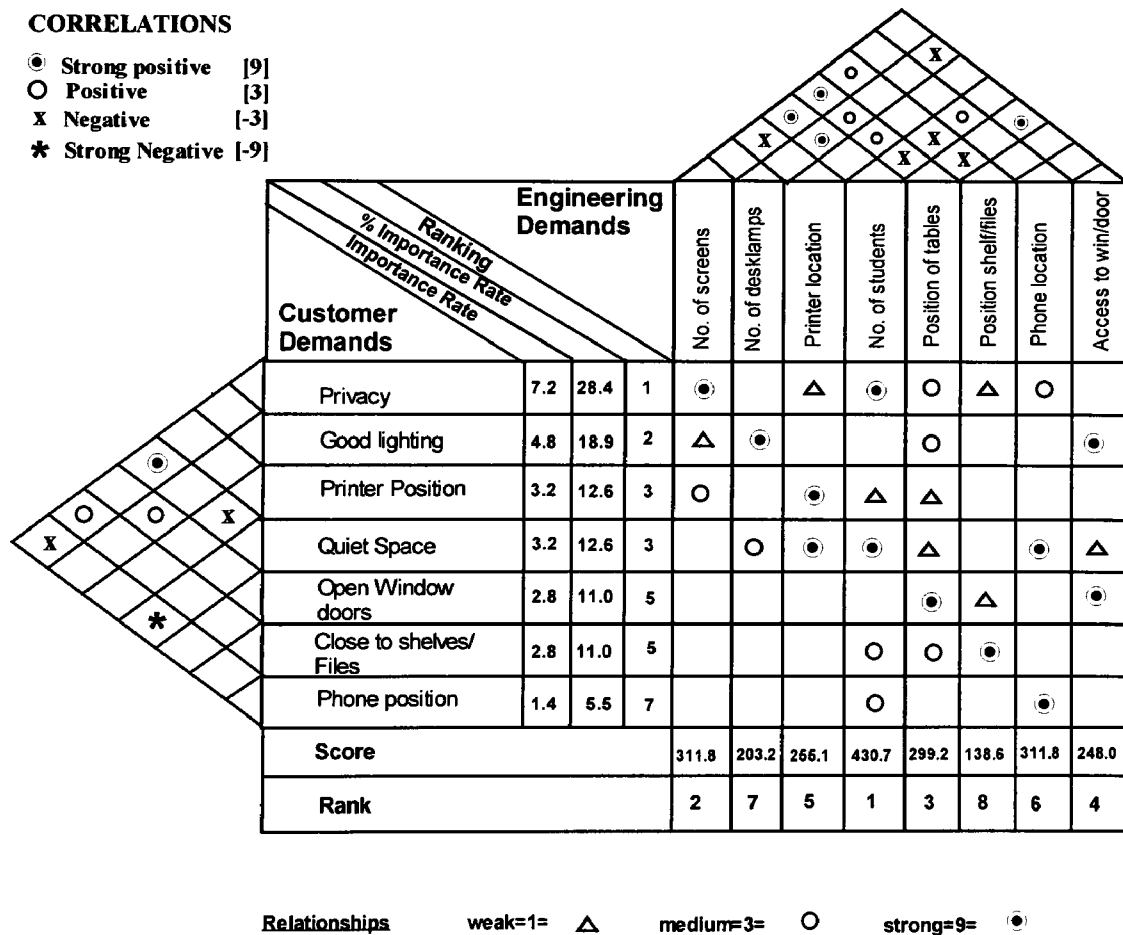 CORRELATIONS
Strong positive [9]
Positive [3]
x Negative [-3]
* Strong Negative [-9]
Engineering Demands
Ranking
% Importance Rate
Importance Rate
Customer Demands
No. of screens
No. of desklamps
Printer location
No. of students
Position of tables
Position shelf/files
Phone location
Access to win/door
Privacy 7.2 28.4 1
Good lighting 4.8 18.9 2
Printer Position 3.2 12.6 3
Quiet Space 3.2 12.6 3
Open Window doors 2.8 11.0 5
Close to shelves/ Files 2.8 11.0 5
Phone position 1.4 5.5 7
Score 311.8 203.2 255.1 430.7 299.2 138.6 311.8 248.0
Rank 2 7 5 1 3 8 6 4
Relationships weak=1= △ medium=3= O strong=9=